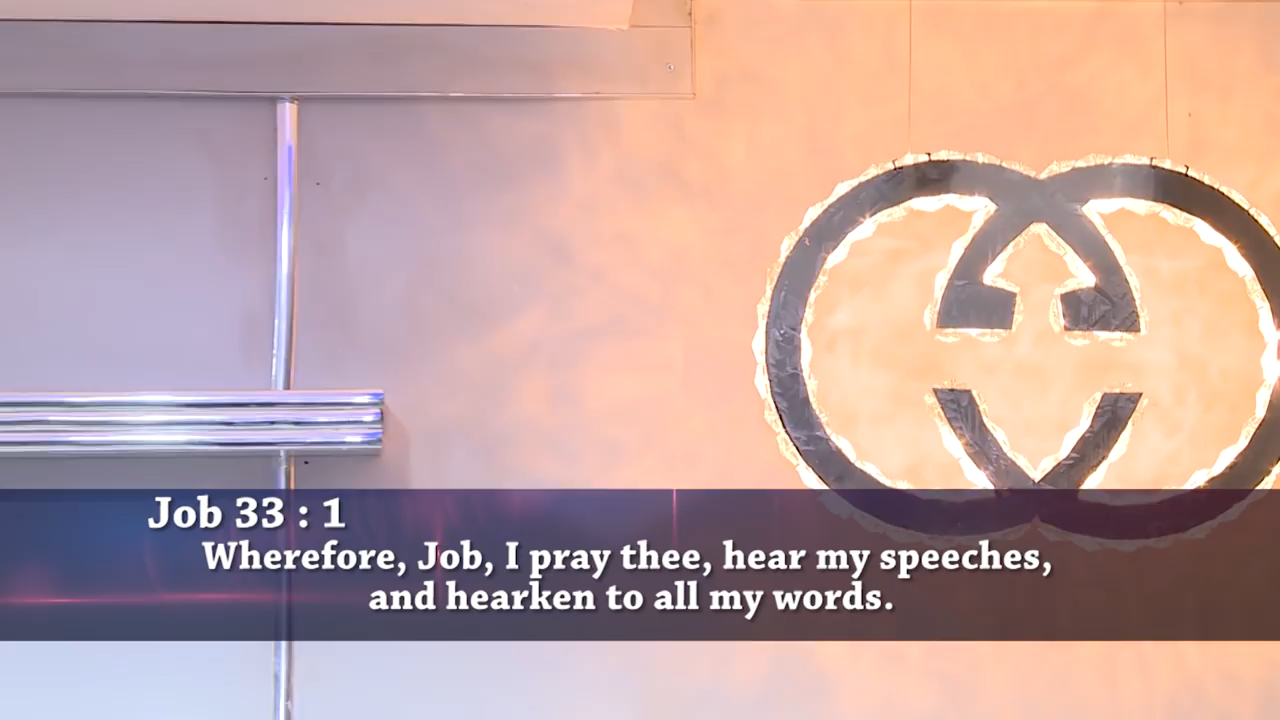 Job 33 : 1
Wherefore, Job, I pray thee, hear my speeches,
and hearken to all my words.